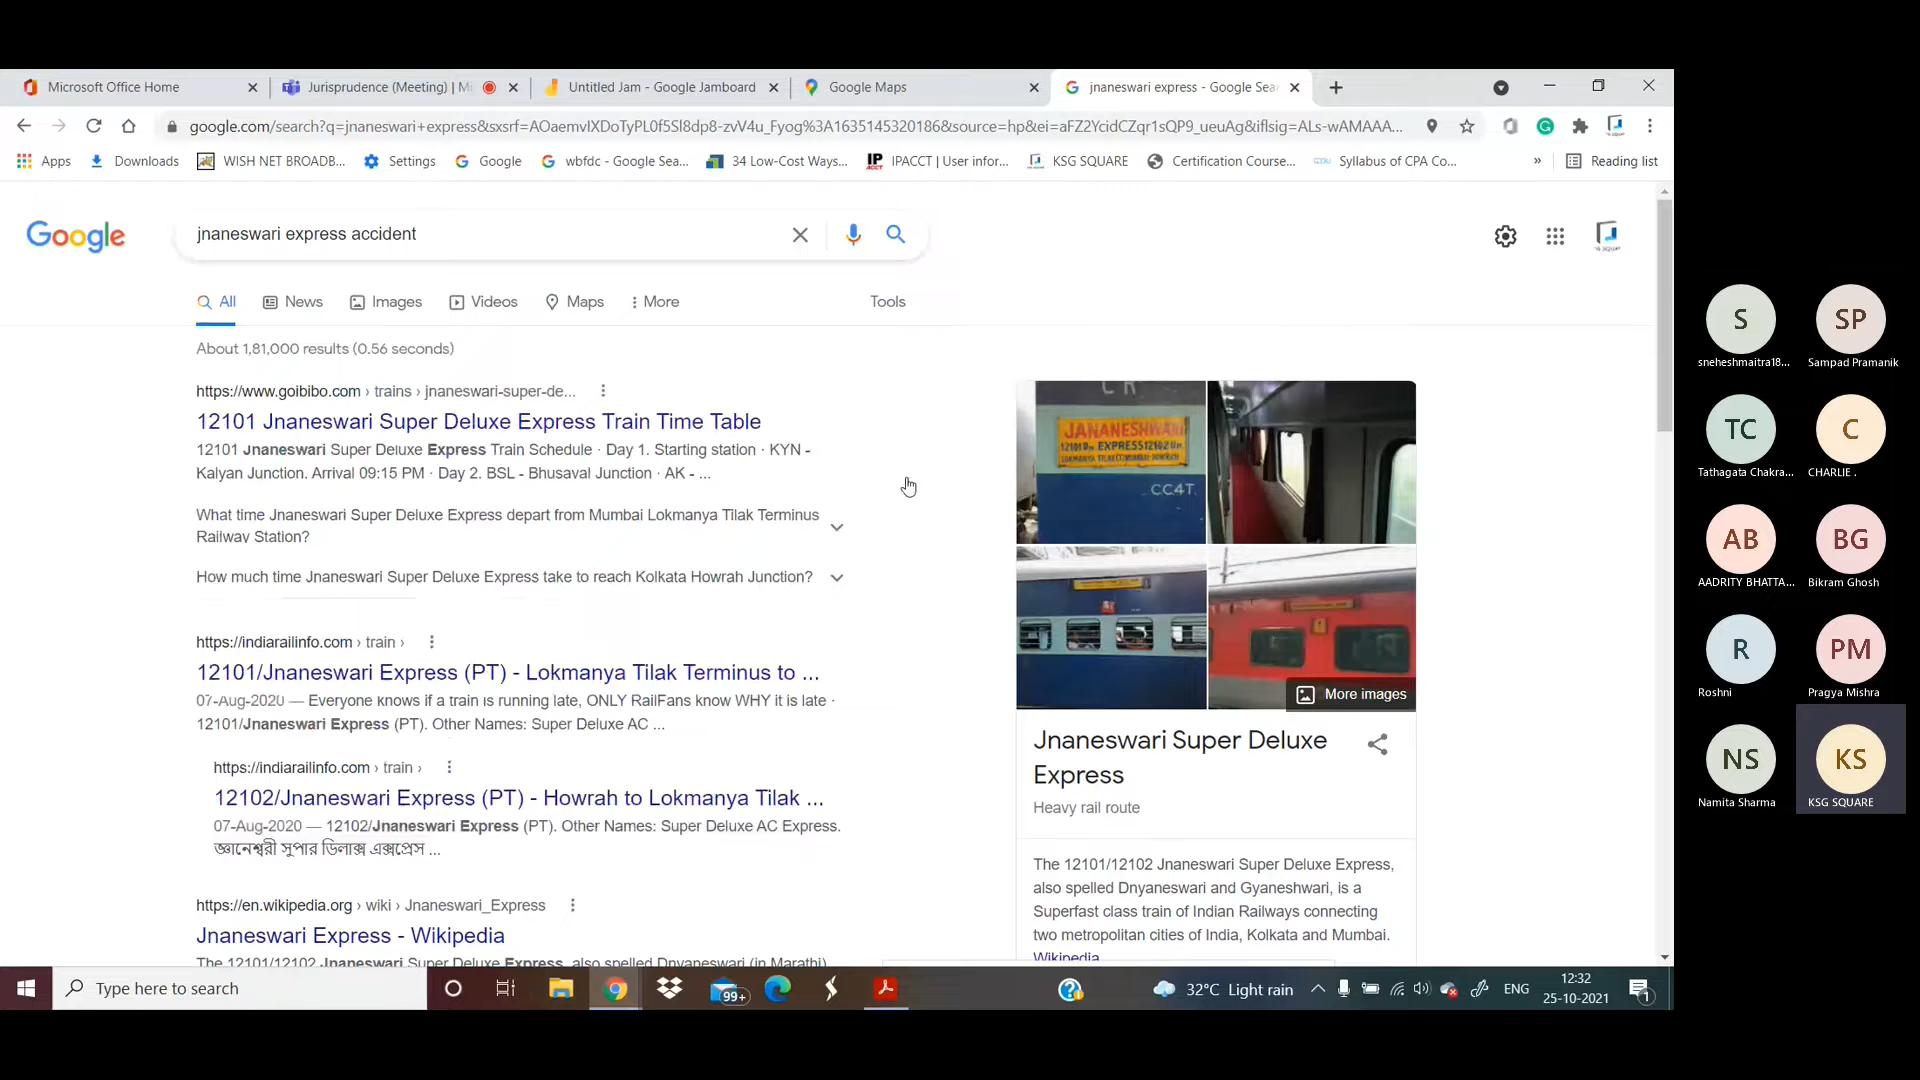 Microsoft Office Home
Jurisprudence (Meeting) | Mi
Untitled Jam - Google Jamboard
Google Maps
jnaneswari express - Google Sea
google.com/search?q=jnaneswari+express&sxsrf=AOaemvIXDoTyPL0f5Sl8dp8-zvV4u_Fyog%3A1635145320186&source=hp&ei=aFZ2YcidCZqr1sQP9_ueuAg&iflsig=ALs-wAMAAA...
Apps
Downloads
WISH NET BROADB...
Settings
Google
wbfdc - Google Sea...
34 Low-Cost Ways...
IPACCT | User infor...
KSG SQUARE
Certification Course...
Syllabus of CPA Co...
»
Reading list
Google
jnaneswari express accident
All
News
Images
Videos
Maps
More
Tools
About 1,81,000 results (0.56 seconds)
https://www.goibibo.com › trains › jnaneswari-super-de...
12101 Jnaneswari Super Deluxe Express Train Time Table
12101 Jnaneswari Super Deluxe Express Train Schedule · Day 1. Starting station · KYN -
Kalyan Junction. Arrival 09:15 PM · Day 2. BSL - Bhusaval Junction · AK - ...
What time Jnaneswari Super Deluxe Express depart from Mumbai Lokmanya Tilak Terminus
Railway Station?
How much time Jnaneswari Super Deluxe Express take to reach Kolkata Howrah Junction?
https://indiarailinfo.com › train ›
12101/Jnaneswari Express (PT) - Lokmanya Tilak Terminus to ...
07-Aug-2020 — Everyone knows if a train is running late, ONLY RailFans know WHY it is late ·
12101/Jnaneswari Express (PT). Other Names: Super Deluxe AC ...
https://indiarailinfo.com › train ›
12102/Jnaneswari Express (PT) - Howrah to Lokmanya Tilak ...
07-Aug-2020 — 12102/Jnaneswari Express (PT). Other Names: Super Deluxe AC Express.
জ্ঞানেশ্বরী সুপার ডিলাক্স এক্সপ্রেস ...
https://en.wikipedia.org › wiki › Jnaneswari_Express
Jnaneswari Express - Wikipedia
The 12101/12102 Jnaneswari Super Deluxe Express, also spelled Dnyaneswari (in Marathi)
CR
JANANESHWARI
EXPRESS
CC4T
More images
Jnaneswari Super Deluxe
Express
Heavy rail route
The 12101/12102 Jnaneswari Super Deluxe Express,
also spelled Dnyaneswari and Gyaneshwari, is a
Superfast class train of Indian Railways connecting
two metropolitan cities of India, Kolkata and Mumbai.
Wikipedia
S
sneheshmaitra18...
SP
Sampad Pramanik
TC
Tathagata Chakra...
C
CHARLIE .
AB
AADRITY BHATTA...
BG
Bikram Ghosh
R
Roshni
PM
Pragya Mishra
NS
Namita Sharma
KS
KSG SQUARE
Type here to search
99+
32°C Light rain
ENG
12:32
25-10-2021
1